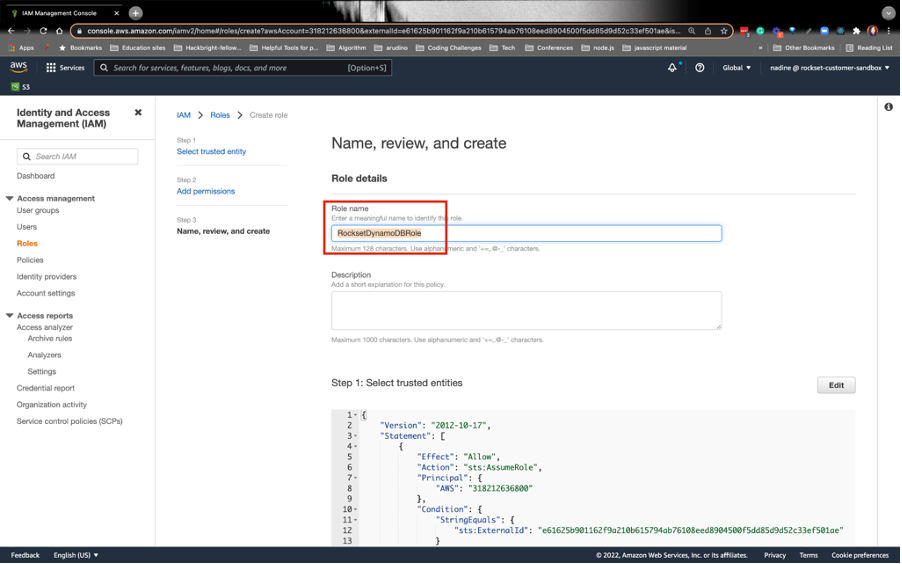 IAM Management Console
console.aws.amazon.com/iamv2/home#/roles/create?awsAccount=318212636800&externalId=e61625b901162f9a210b615794ab76108eed8904500f5dd85d9d52c33ef501ae&is...
Apps
Bookmarks
Education sites
Hackbright-fellow...
Helpful Tools for p...
Algorithm
arudino
Coding Challenges
Tech
Conferences
node.js
javascript material
»
Other Bookmarks
Reading List
aws
Services
Search for services, features, blogs, docs, and more
[Option+S]
Global
nadine @ rockset-customer-sandbox
S3
Identity and Access
Management (IAM)
Search IAM
Dashboard
Access management
User groups
Users
Roles
Policies
Identity providers
Account settings
Access reports
Access analyzer
Archive rules
Analyzers
Settings
Credential report
Organization activity
Service control policies (SCPs)
IAM > Roles > Create role
Step 1
Select trusted entity
Step 2
Add permissions
Step 3
Name, review, and create
Name, review, and create
Role details
Role name
Enter a meaningful name to identify this role.
RocksetDynamoDBRole
Maximum 128 characters. Use alphanumeric and '+=,.@-_' characters.
Description
Add a short explanation for this policy.
Maximum 1000 characters. Use alphanumeric and '+=,.@-_' characters.
Step 1: Select trusted entities
Edit
1 {
2 "Version": "2012-10-17",
3 "Statement": [
4 {
5 "Effect": "Allow",
6 "Action": "sts:AssumeRole",
7 "Principal": {
8 "AWS": "318212636800"
9 },
10 "Condition": {
11 "StringEquals": {
12 "sts:ExternalId": "e61625b901162f9a210b615794ab76108eed8904500f5dd85d9d52c33ef501ae"
13 }
Feedback
English (US)
© 2022, Amazon Web Services, Inc. or its affiliates.
Privacy
Terms
Cookie preferences